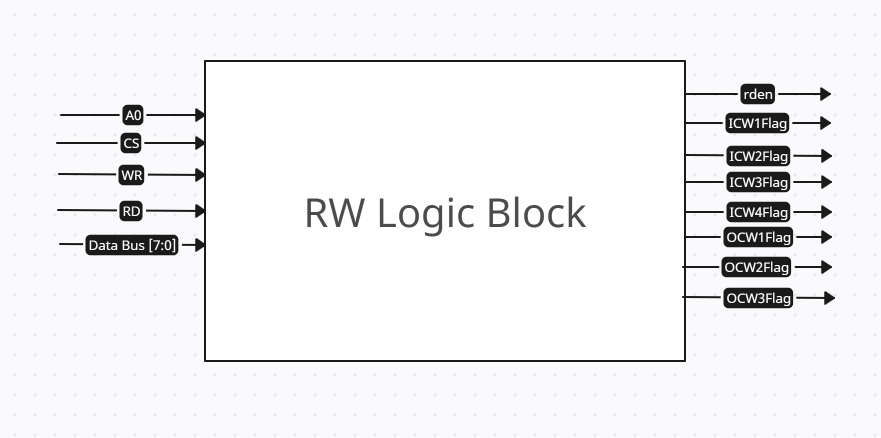 A0
CS
WR
RD
Data Bus [7:0]
RW Logic Block
rden
ICW1Flag
ICW2Flag
ICW3Flag
ICW4Flag
OCW1Flag
OCW2Flag
OCW3Flag